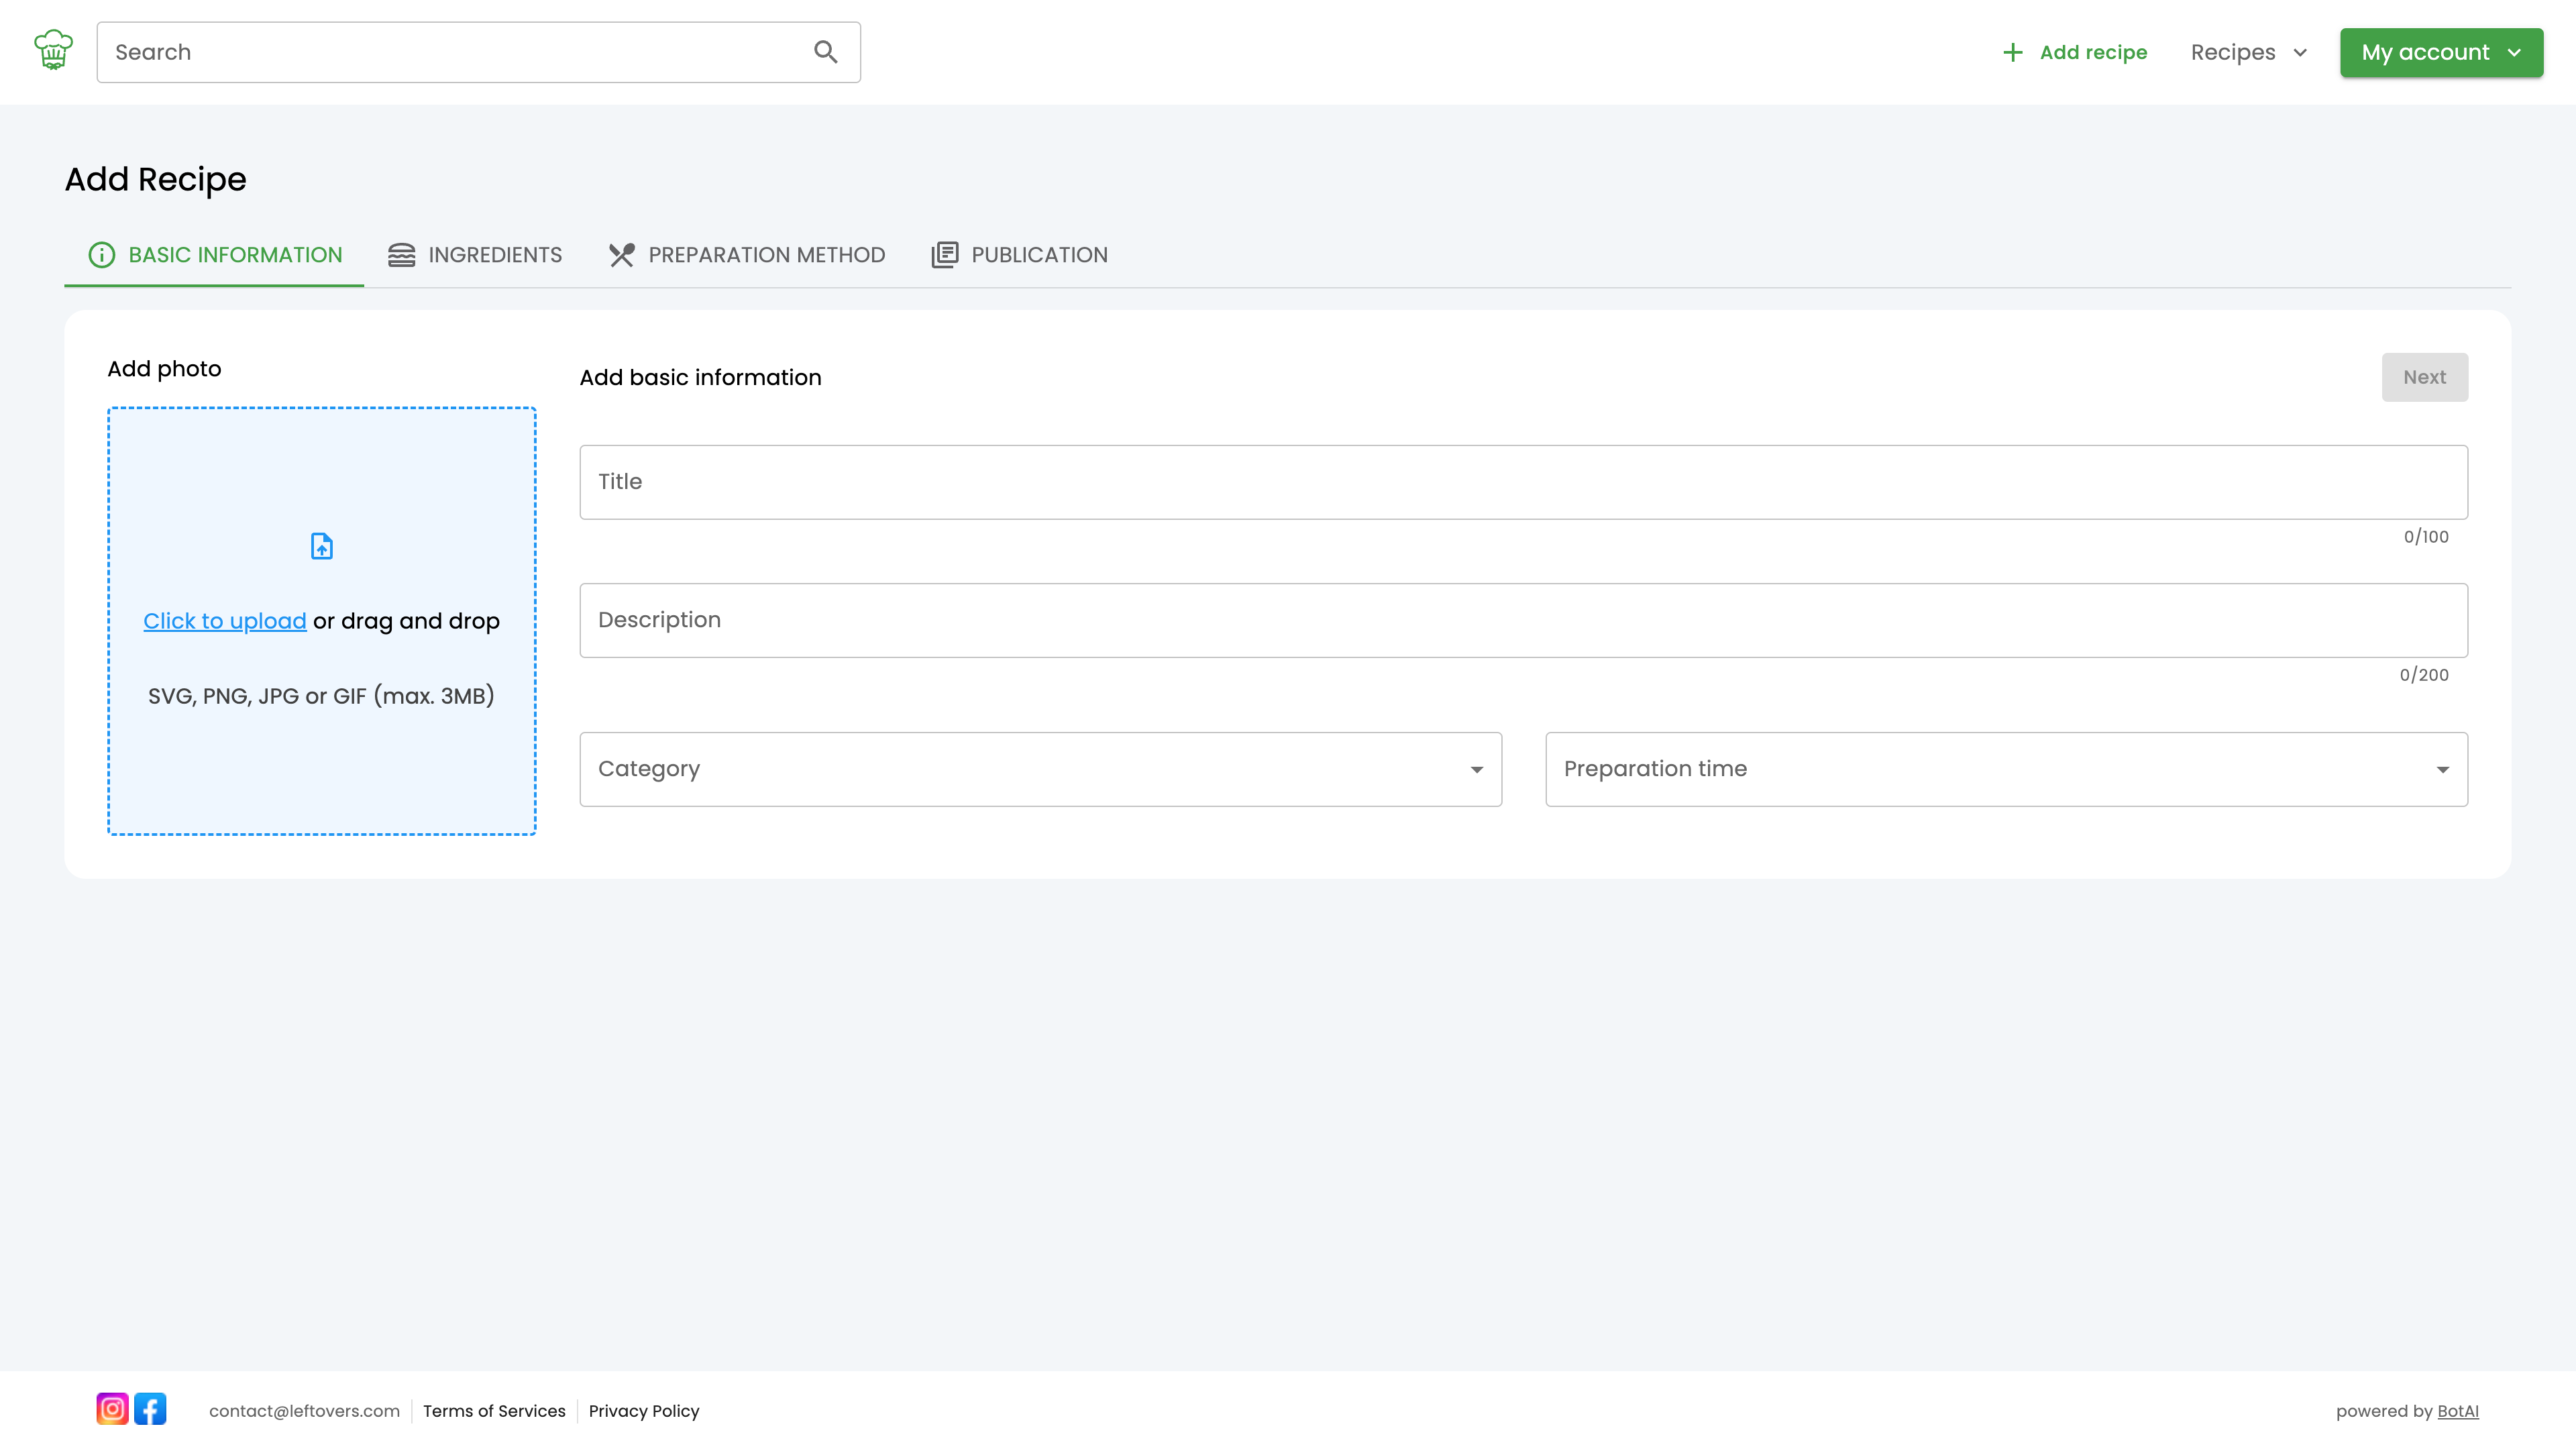 Search
Add recipe
Recipes
My account
Add Recipe
BASIC INFORMATION
INGREDIENTS
PREPARATION METHOD
PUBLICATION
Add photo
Click to upload or drag and drop
SVG, PNG, JPG or GIF (max. 3MB)
Add basic information
Next
Title
0/100
Description
0/200
Category
Preparation time
contact@leftovers.com
Terms of Services
Privacy Policy
powered by BotAI